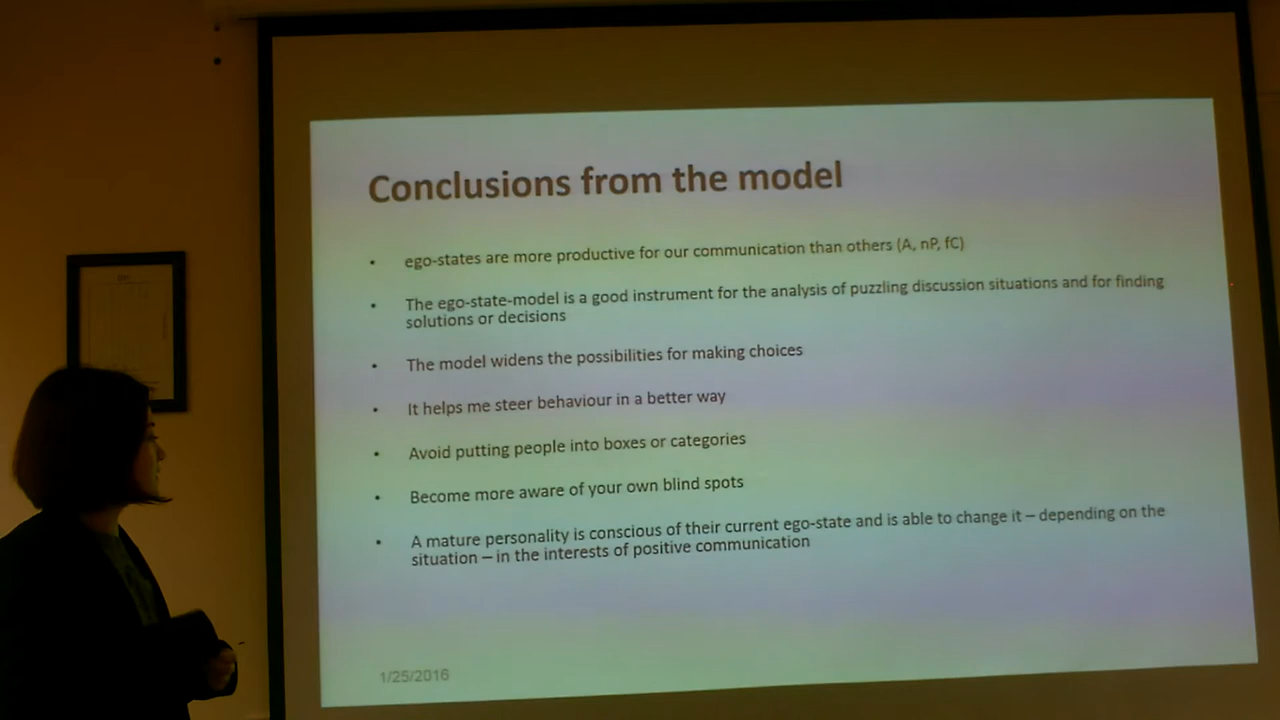 Conclusions from the model
• ego-states are more productive for our communication than others (A, nP, fC)
• The ego-state-model is a good instrument for the analysis of puzzling discussion situations and for finding
solutions or decisions
• The model widens the possibilities for making choices
• It helps me steer behaviour in a better way
• Avoid putting people into boxes or categories
• Become more aware of your own blind spots
• A mature personality is conscious of their current ego-state and is able to change it – depending on the
situation – in the interests of positive communication
1/25/2016